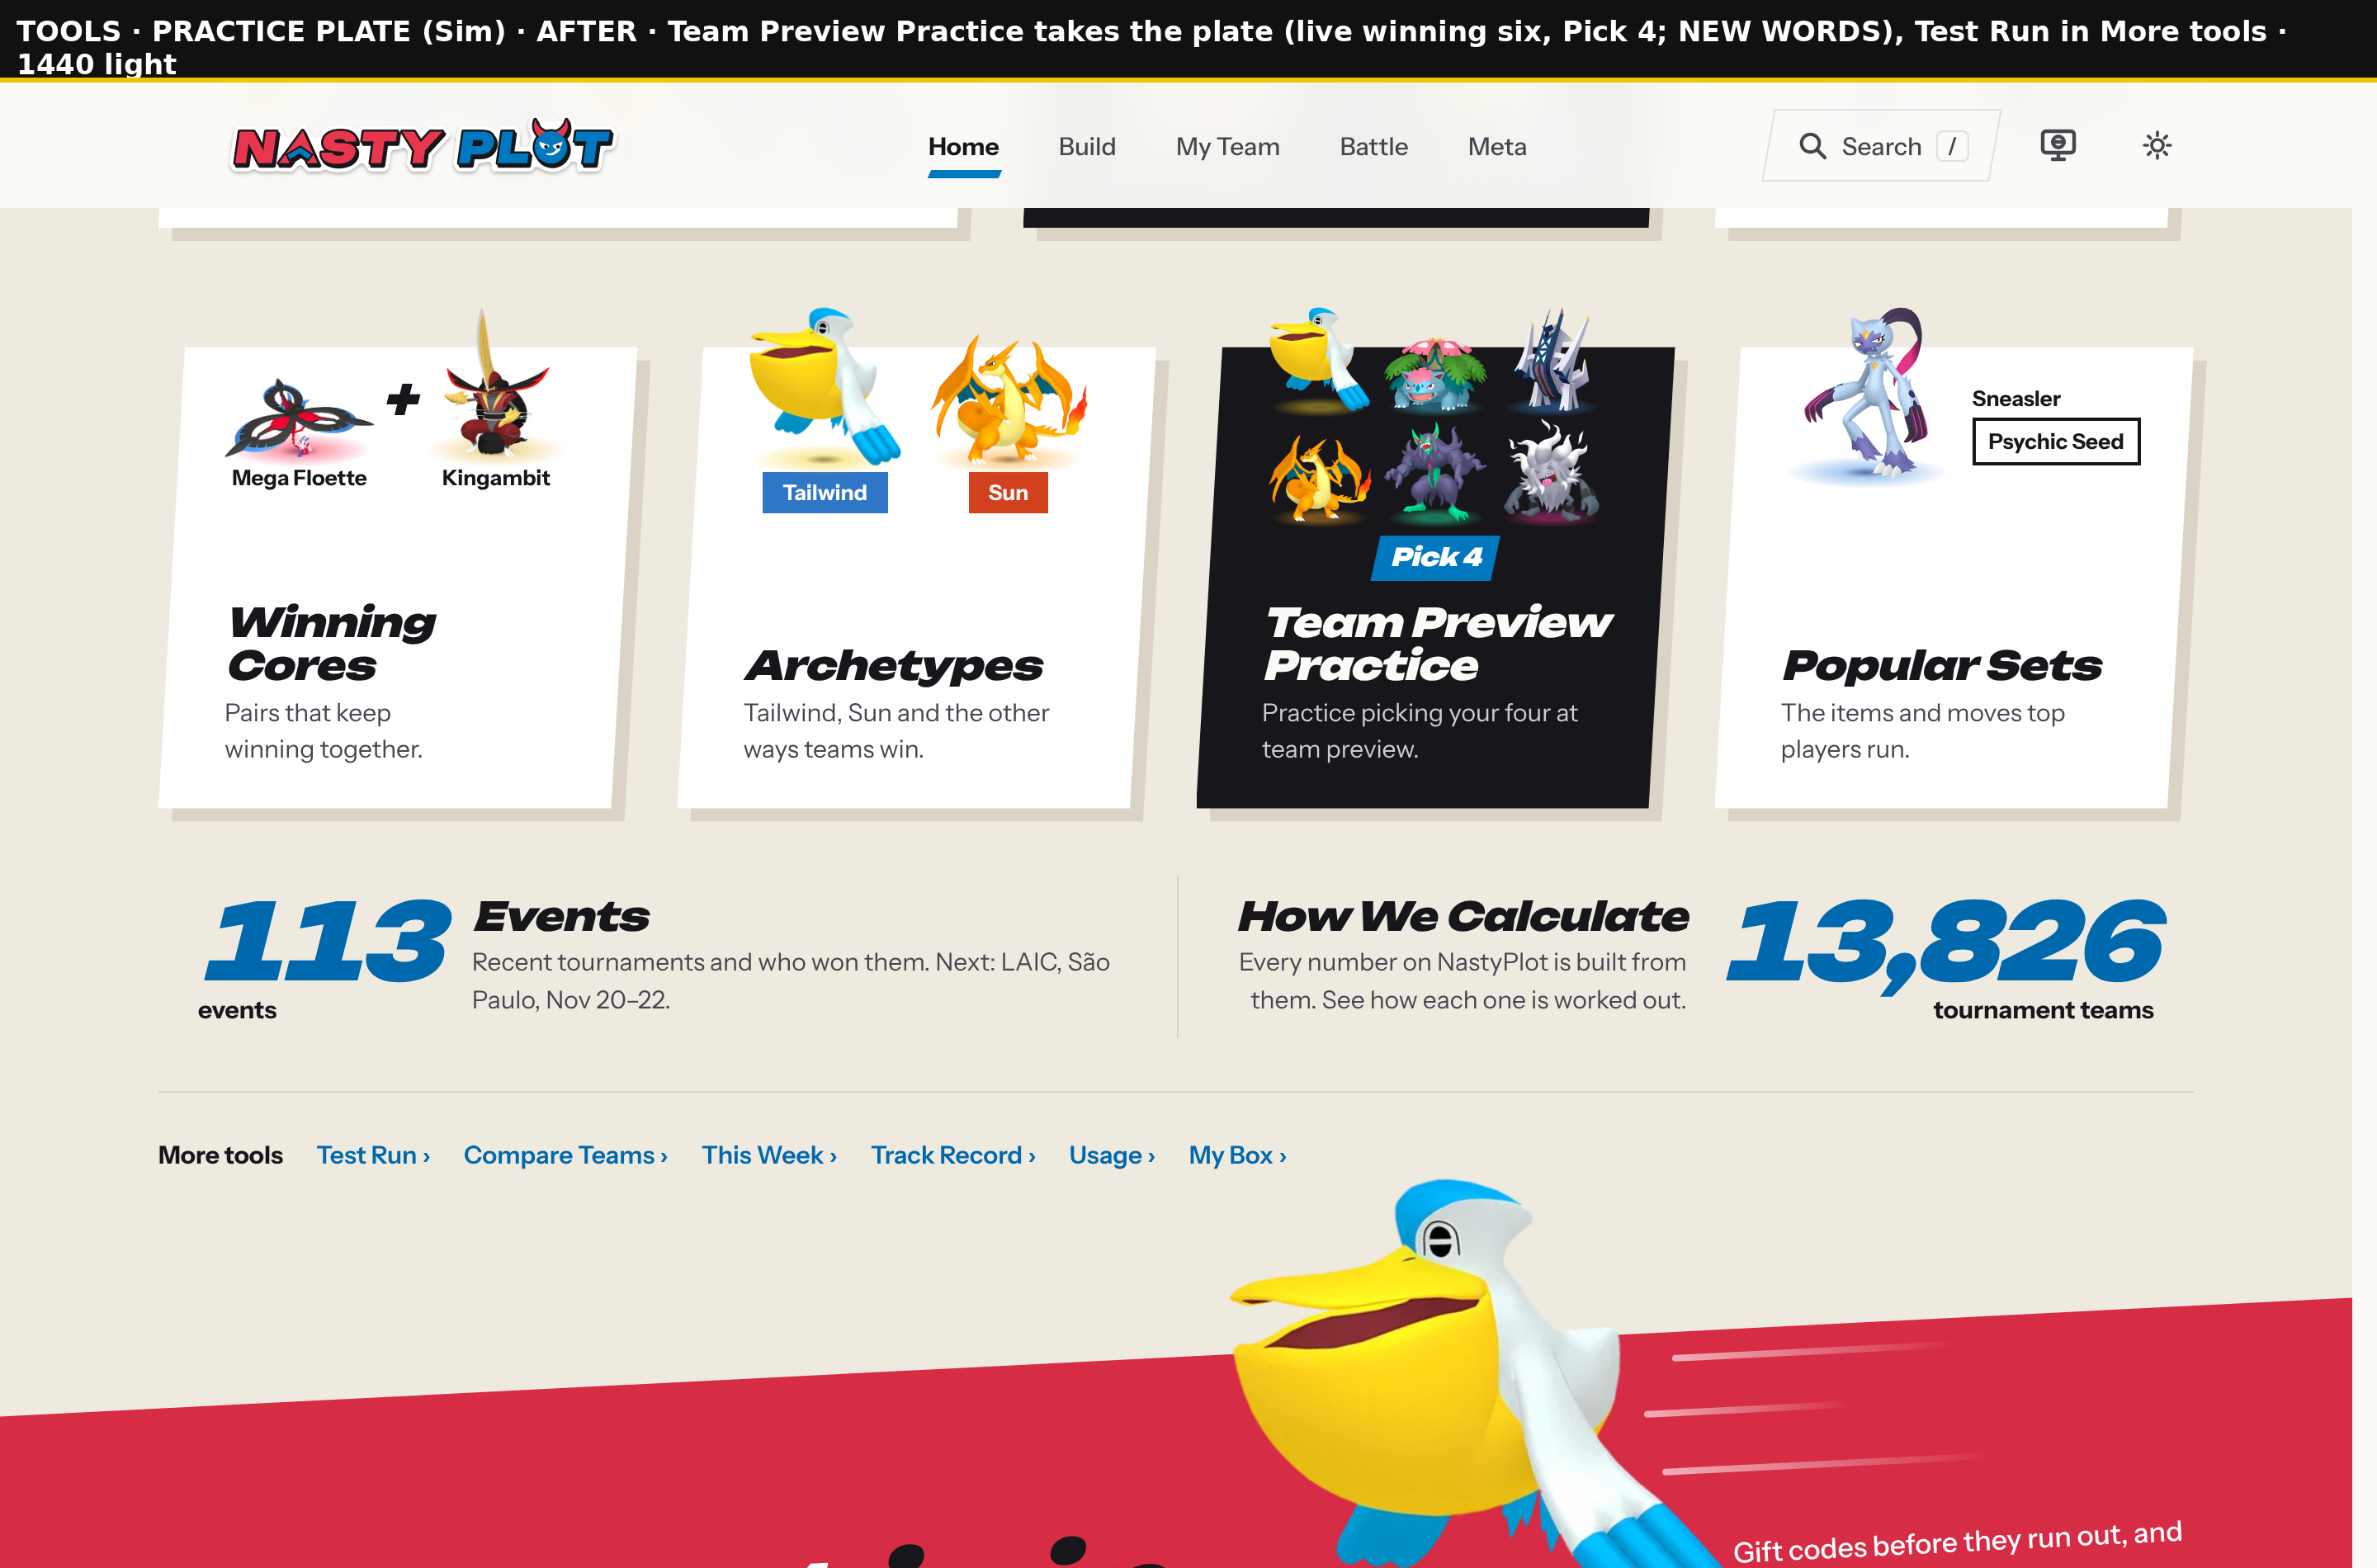 TOOLS · PRACTICE PLATE (Sim) · AFTER · Team Preview Practice takes the plate (live winning six, Pick 4; NEW WORDS), Test Run in More tools ·
1440 light
NASTY PLOT
Home
Build
My Team
Battle
Meta
Search /
+
Mega Floette
Kingambit
Winning
Cores
Pairs that keep
winning together.
Tailwind
Sun
Archetypes
Tailwind, Sun and the other
ways teams win.
Pick 4
Team Preview
Practice
Practice picking your four at
team preview.
Sneasler
Psychic Seed
Popular Sets
The items and moves top
players run.
113
events
Events
Recent tournaments and who won them. Next: LAIC, São
Paulo, Nov 20–22.
How We Calculate
Every number on NastyPlot is built from
them. See how each one is worked out.
13,826
tournament teams
More tools
Test Run ›
Compare Teams ›
This Week ›
Track Record ›
Usage ›
My Box ›
Gift codes before they run out, and